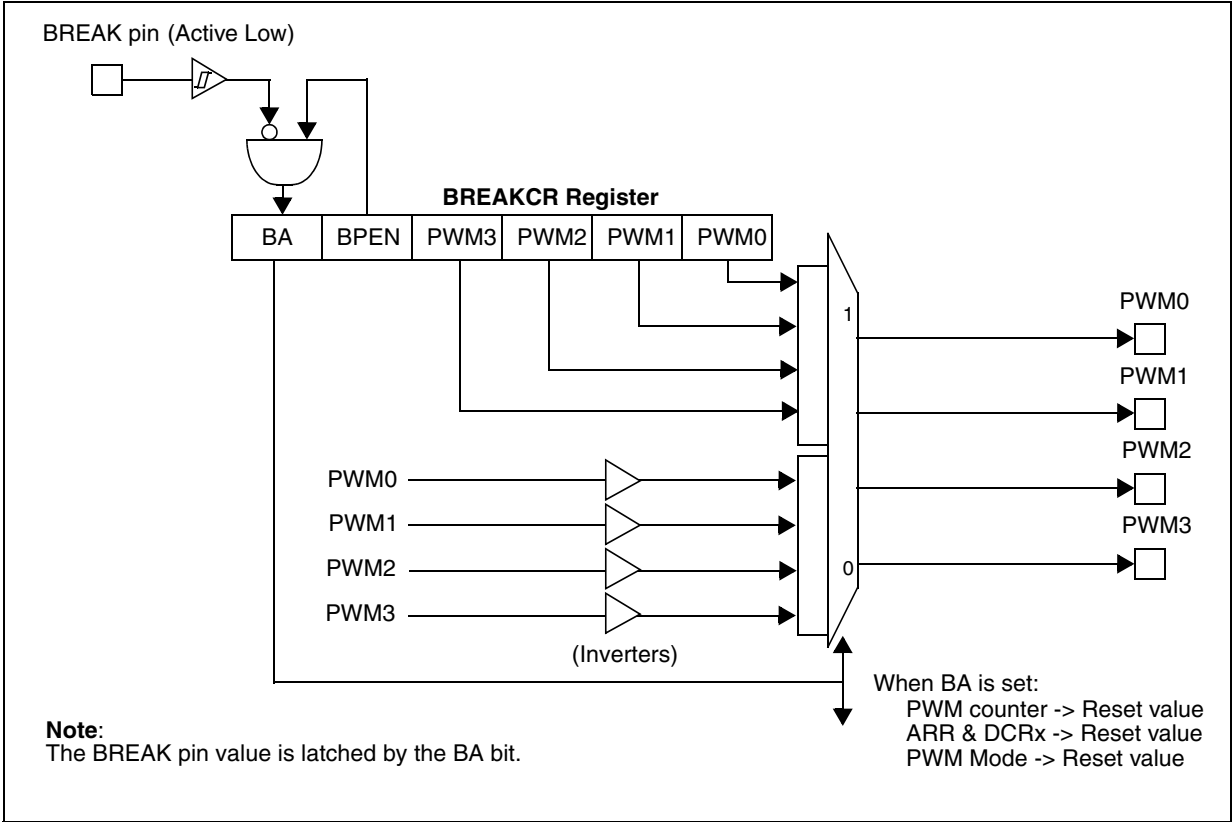 BREAK pin (Active Low)
BREAKCR Register
BA BPEN PWM3 PWM2 PWM1 PWM0
1
PWM0
PWM1
PWM2
PWM3
PWM0
PWM1
PWM2
PWM3
0
(Inverters)
When BA is set:
PWM counter -> Reset value
ARR & DCRx -> Reset value
PWM Mode -> Reset value
Note:
The BREAK pin value is latched by the BA bit.